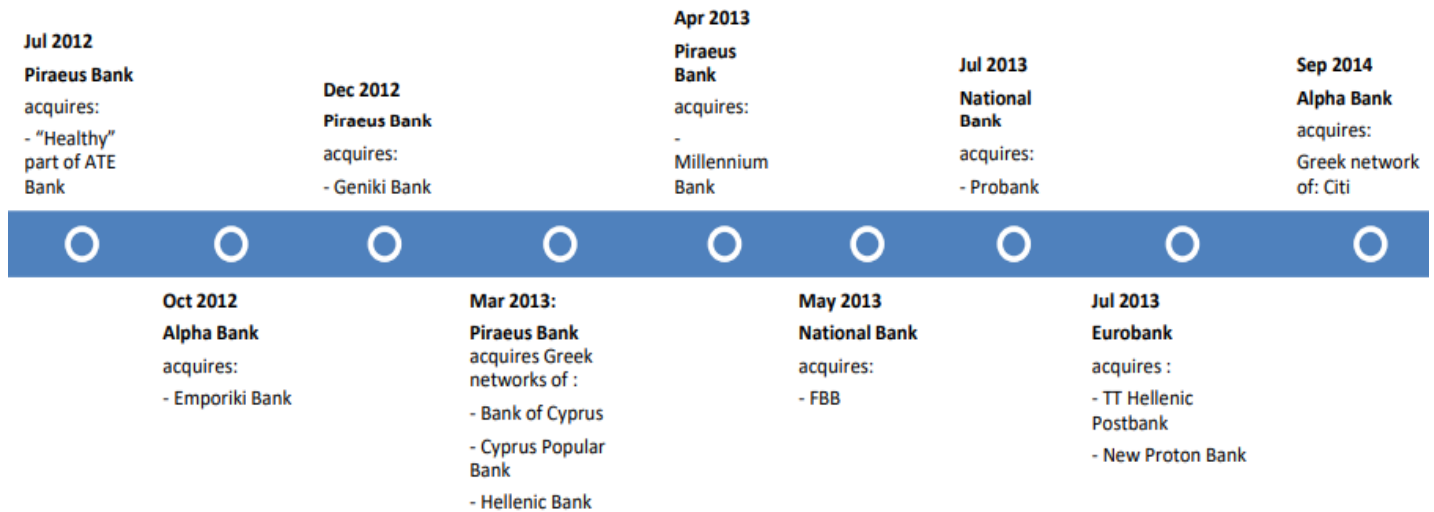 Jul 2012
Piraeus Bank
acquires:
- “Healthy”
part of ATE
Bank
Oct 2012
Alpha Bank
acquires:
- Emporiki Bank
Dec 2012
Piraeus Bank
acquires:
- Geniki Bank
Mar 2013:
Piraeus Bank
acquires Greek
networks of :
- Bank of Cyprus
- Cyprus Popular
Bank
- Hellenic Bank
Apr 2013
Piraeus
Bank
acquires:
-
Millennium
Bank
May 2013
National Bank
acquires:
- FBB
Jul 2013
National
Bank
acquires:
- Probank
Jul 2013
Eurobank
acquires :
- TT Hellenic
Postbank
- New Proton Bank
Sep 2014
Alpha Bank
acquires:
Greek network
of: Citi